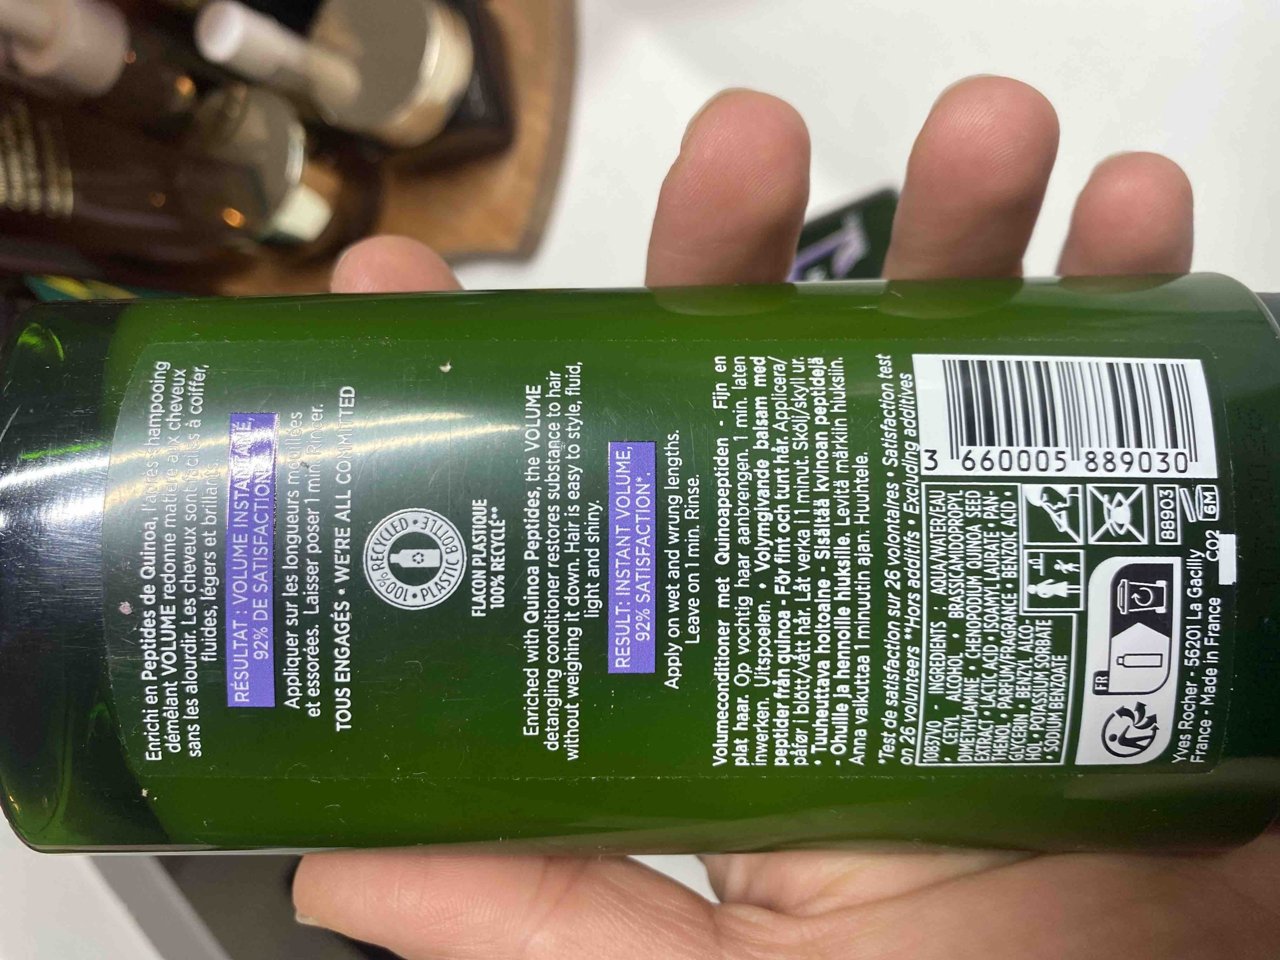 Enrichi en Peptides de Quinoa, l'après-shampooing
démêlant VOLUME redonne matière aux cheveux
sans les alourdir. Les cheveux sont faciles à coiffer,
fluides, légers et brillants.
RÉSULTAT : VOLUME INSTANTANÉ,
92% DE SATISFACTION*.
Appliquer sur les longueurs mouillées
et essorées. Laisser poser 1 min. Rincer.
TOUS ENGAGÉS • WE'RE ALL COMMITTED
100% RECYCLED • PLASTIC BOTTLE •
FLACON PLASTIQUE
100% RECYCLÉ**
Enriched with Quinoa Peptides, the VOLUME
detangling conditioner restores substance to hair
without weighing it down. Hair is easy to style, fluid,
light and shiny.
RESULT: INSTANT VOLUME,
92% SATISFACTION*.
Apply on wet and wrung lengths.
Leave on 1 min. Rinse.
Volumeconditioner met Quinoapeptiden - Fijn en
plat haar. Op vochtig haar aanbrengen. 1 min. laten
inwerken. Uitspoelen. • Volymgivande balsam med
peptider från quinoa - För fint och tunt hår. Applicera/
påfør i blött/vått hår. Låt verka i 1 minut. Skölj/skyll ur.
• Tuuheuttava hoitoaine - Sisältää kvinoan peptidejä
- Ohuille ja hennoille hiuksille. Levitä märkiin hiuksiin.
Anna vaikuttaa 1 minuutin ajan. Huuhtele.
*Test de satisfaction sur 26 volontaires • Satisfaction test
on 26 volunteers **Hors additifs • Excluding additives
10857V0 - INGREDIENTS : AQUA/WATER/EAU
• CETYL ALCOHOL • BRASSICAMIDOPROPYL
DIMETHYLAMINE • CHENOPODIUM QUINOA SEED
EXTRACT • LACTIC ACID • ISOAMYL LAURATE • PAN-
THENOL • PARFUM/FRAGRANCE • BENZOIC ACID •
GLYCERIN • BENZYL ALCO-
HOL • POTASSIUM SORBATE
• SODIUM BENZOATE
3 660005 889030
88903
6M
FR
Yves Rocher - 56201 La Gacilly
France • Made in France C02